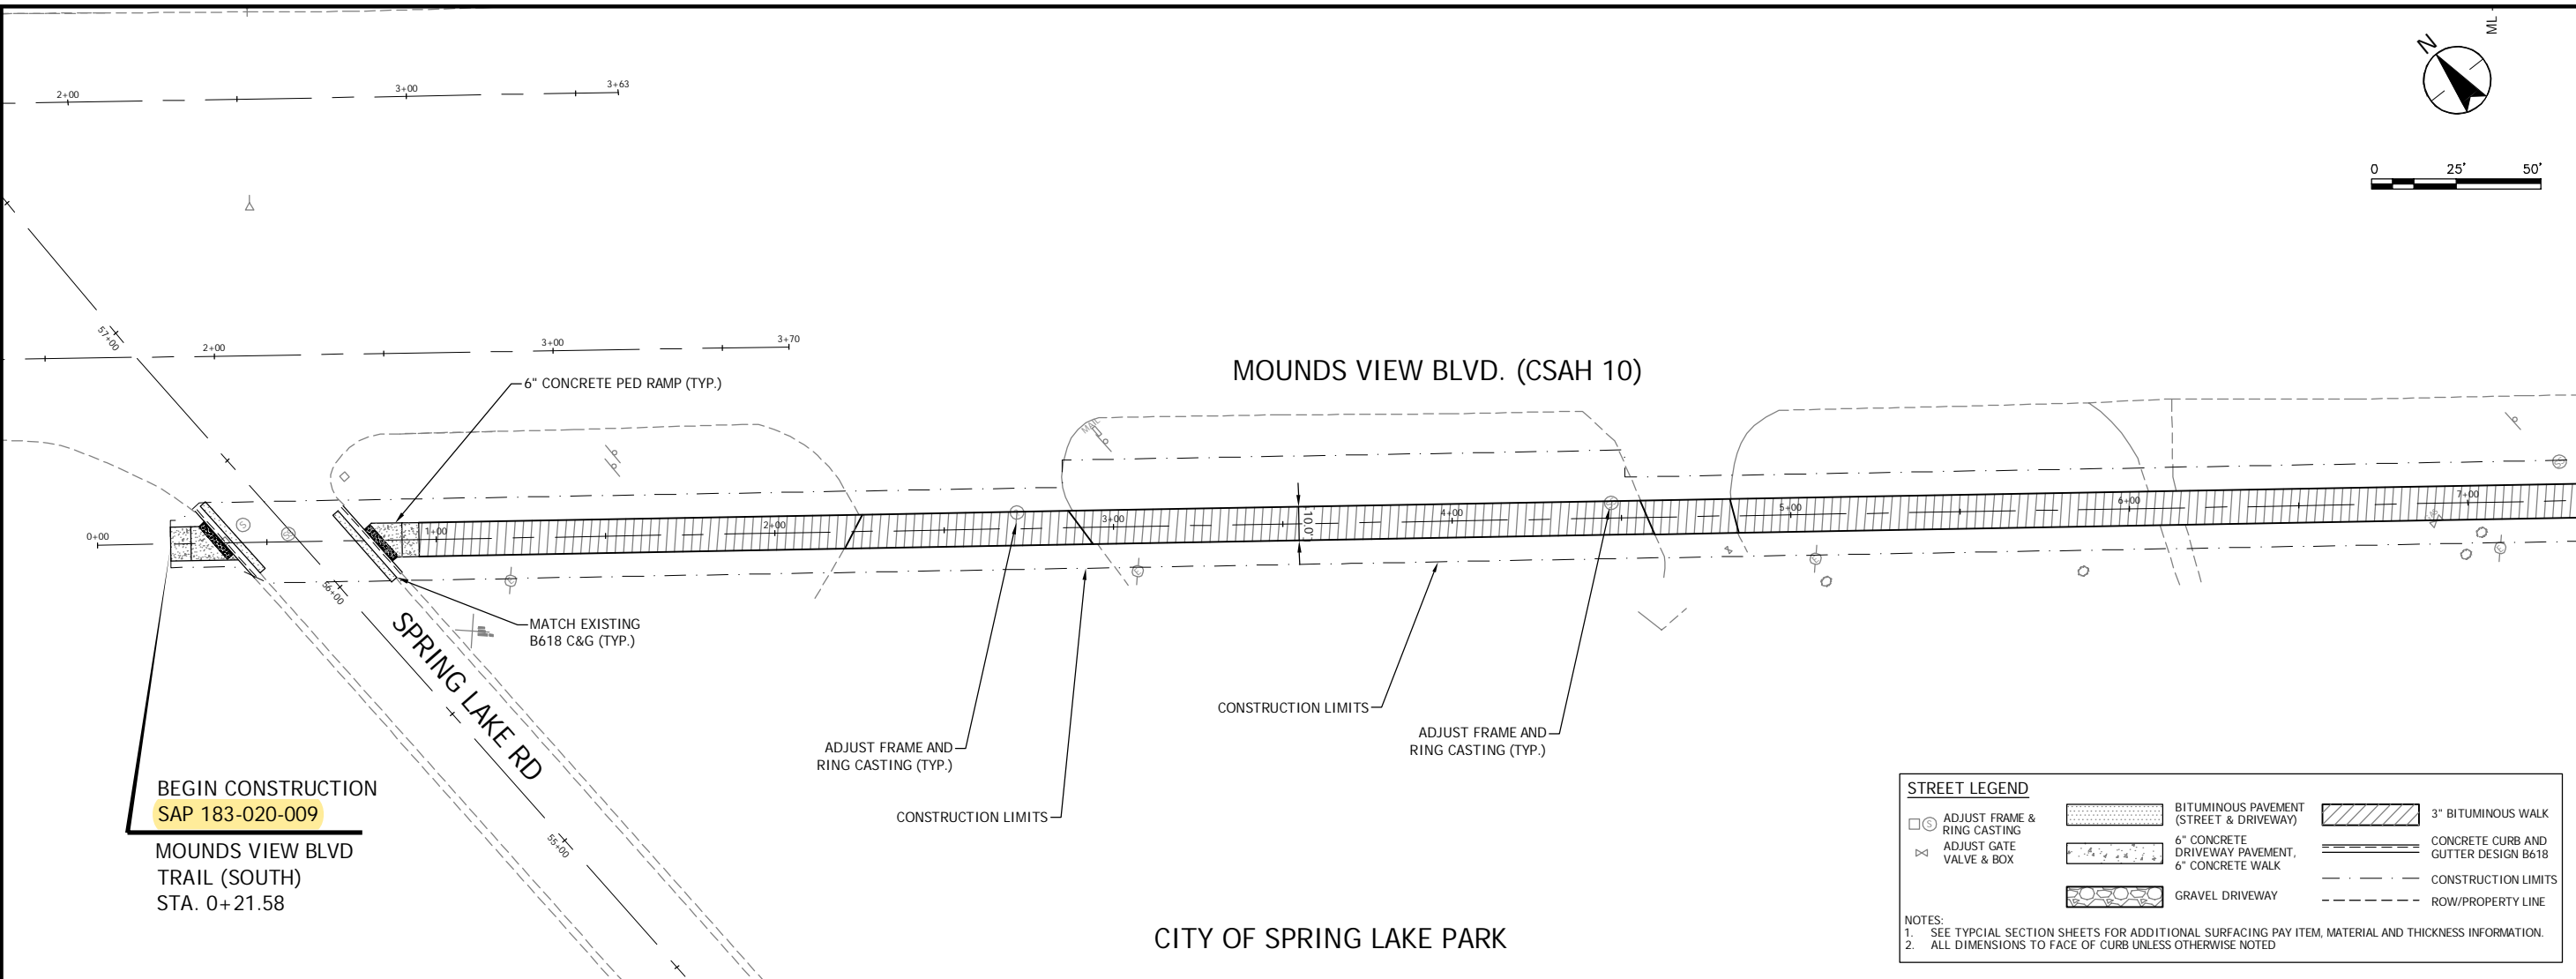 ML -
N
0 25' 50'
2+00 3+00 3+63
57+00
2+00 3+00 3+70
6" CONCRETE PED RAMP (TYP.)
MOUNDS VIEW BLVD. (CSAH 10)
MAIL
0+00 1+00 2+00 3+00 4+00 5+00 6+00 7+00
10.0'
56+00
MATCH EXISTING
B618 C&G (TYP.)
SPRING LAKE RD
55+00
CONSTRUCTION LIMITS
ADJUST FRAME AND
RING CASTING (TYP.)
ADJUST FRAME AND
RING CASTING (TYP.)
CONSTRUCTION LIMITS
BEGIN CONSTRUCTION
SAP 183-020-009
MOUNDS VIEW BLVD
TRAIL (SOUTH)
STA. 0+21.58
CITY OF SPRING LAKE PARK
STREET LEGEND
S
ADJUST FRAME &
RING CASTING
ADJUST GATE
VALVE & BOX
BITUMINOUS PAVEMENT
(STREET & DRIVEWAY)
6" CONCRETE
DRIVEWAY PAVEMENT,
6" CONCRETE WALK
GRAVEL DRIVEWAY
3" BITUMINOUS WALK
CONCRETE CURB AND
GUTTER DESIGN B618
CONSTRUCTION LIMITS
ROW/PROPERTY LINE
NOTES:
1. SEE TYPCIAL SECTION SHEETS FOR ADDITIONAL SURFACING PAY ITEM, MATERIAL AND THICKNESS INFORMATION.
2. ALL DIMENSIONS TO FACE OF CURB UNLESS OTHERWISE NOTED